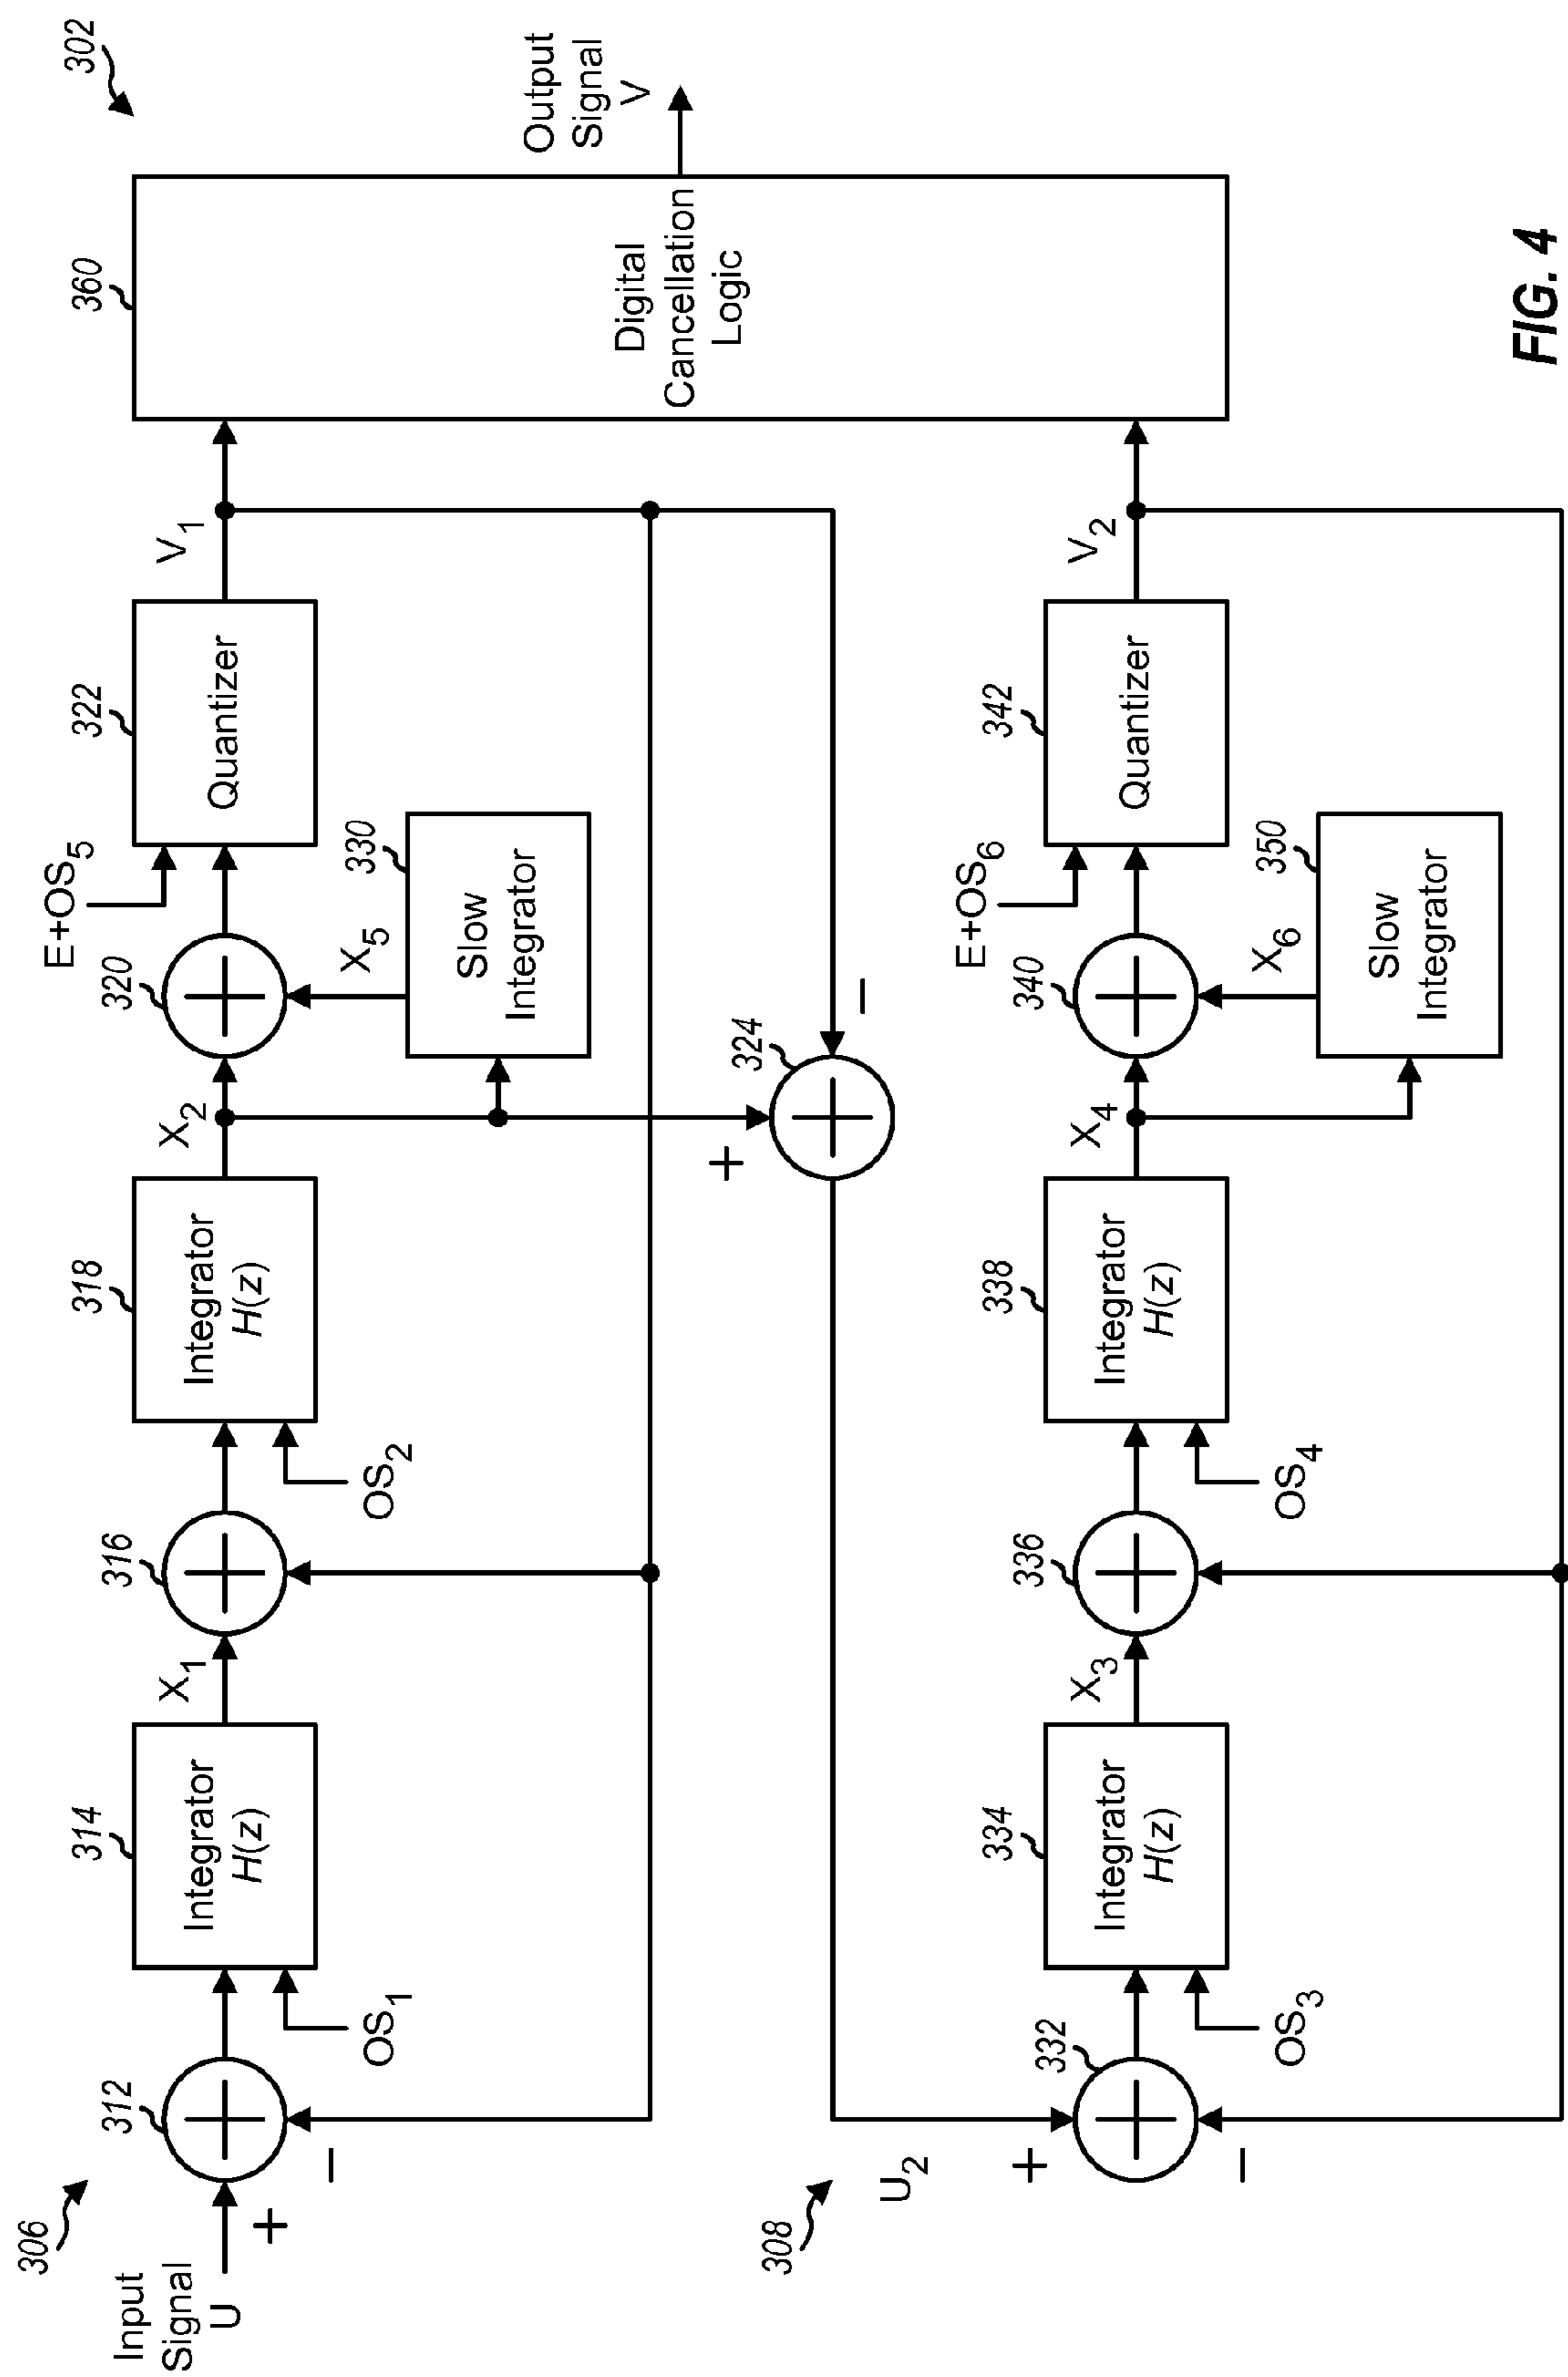 302
306
Input
Signal
U
+
−
312
OS₁
314
Integrator
H(z)
X₁
316
OS₂
318
Integrator
H(z)
X₂
320
E+OS₅
X₅
330
Slow
Integrator
322
Quantizer
V₁
360
Digital
Cancellation
Logic
Output
Signal
V
+
324
−
308
U₂
+
−
332
OS₃
334
Integrator
H(z)
X₃
336
OS₄
338
Integrator
H(z)
X₄
340
E+OS₆
X₆
350
Slow
Integrator
342
Quantizer
V₂
FIG. 4